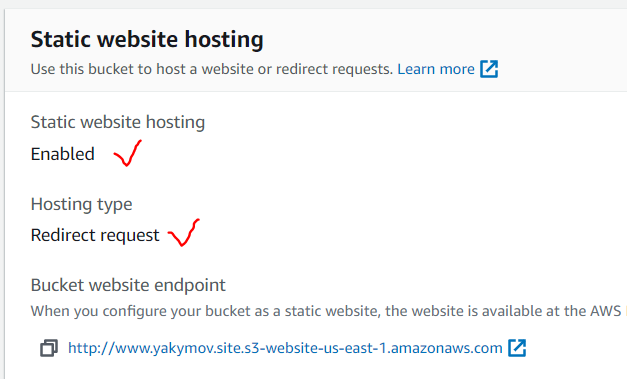 Static website hosting
Use this bucket to host a website or redirect requests. Learn more
Static website hosting
Enabled
Hosting type
Redirect request
Bucket website endpoint
When you configure your bucket as a static website, the website is available at the AWS
http://www.yakymov.site.s3-website-us-east-1.amazonaws.com